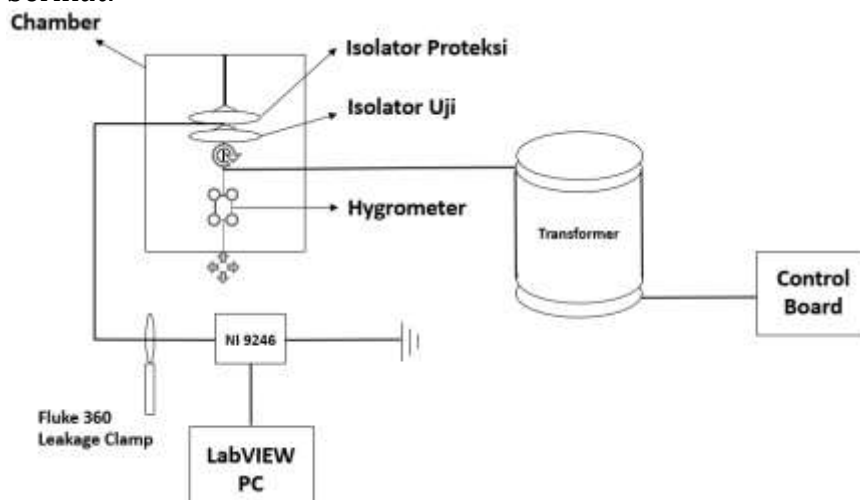 Chamber
Isolator Proteksi
Isolator Uji
Hygrometer
Transformer
Control
Board
NI 9246
Fluke 360
Leakage Clamp
LabVIEW
PC